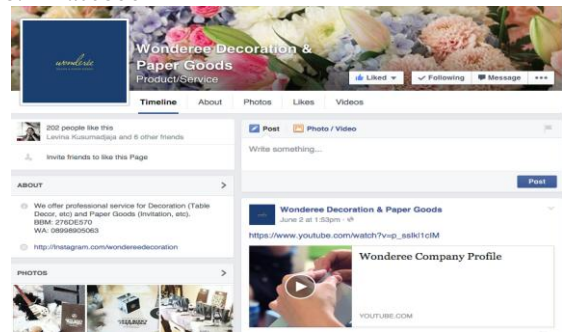 wonderée
Wonderee Decoration &
Paper Goods
Product/Service
Liked
Following
Message
Timeline
About
Photos
Likes
Videos
202 people like this
Levina Kusumadjaja and 6 other friends
Invite friends to like this Page
ABOUT
We offer professional service for Decoration (Table
Decor, etc) and Paper Goods (Invitation, etc).
BBM: 276DE570
WA: 08998905063
http://instagram.com/wondereedecoration
PHOTOS
Post
Photo / Video
Write something...
Post
Wonderee Decoration & Paper Goods
June 2 at 1:53pm
https://www.youtube.com/watch?v=p_sslkI1cIM
Wonderee Company Profile
YOUTUBE.COM